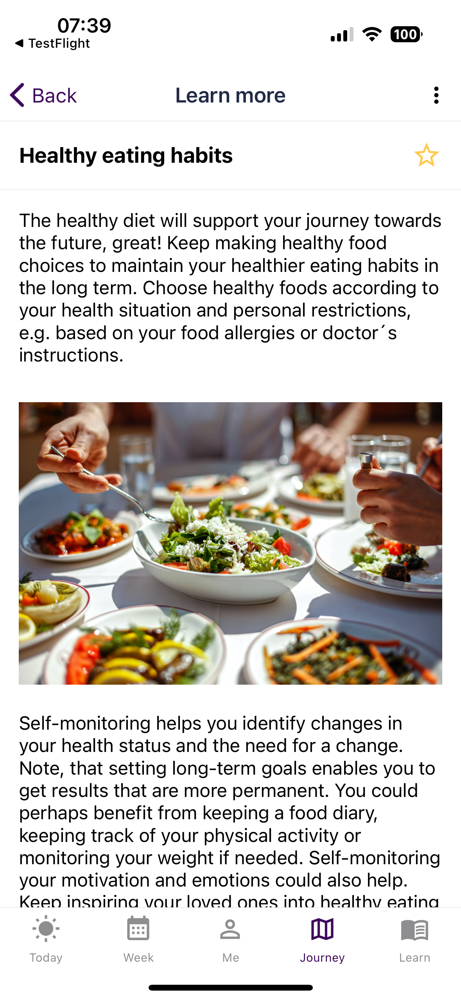 07:39
◀ TestFlight
100
Back
Learn more
Healthy eating habits
The healthy diet will support your journey towards
the future, great! Keep making healthy food
choices to maintain your healthier eating habits in
the long term. Choose healthy foods according to
your health situation and personal restrictions,
e.g. based on your food allergies or doctor´s
instructions.
Self-monitoring helps you identify changes in
your health status and the need for a change.
Note, that setting long-term goals enables you to
get results that are more permanent. You could
perhaps benefit from keeping a food diary,
keeping track of your physical activity or
monitoring your weight if needed. Self-monitoring
your motivation and emotions could also help.
Keep inspiring your loved ones into healthy eating
Today
Week
Me
Journey
Learn